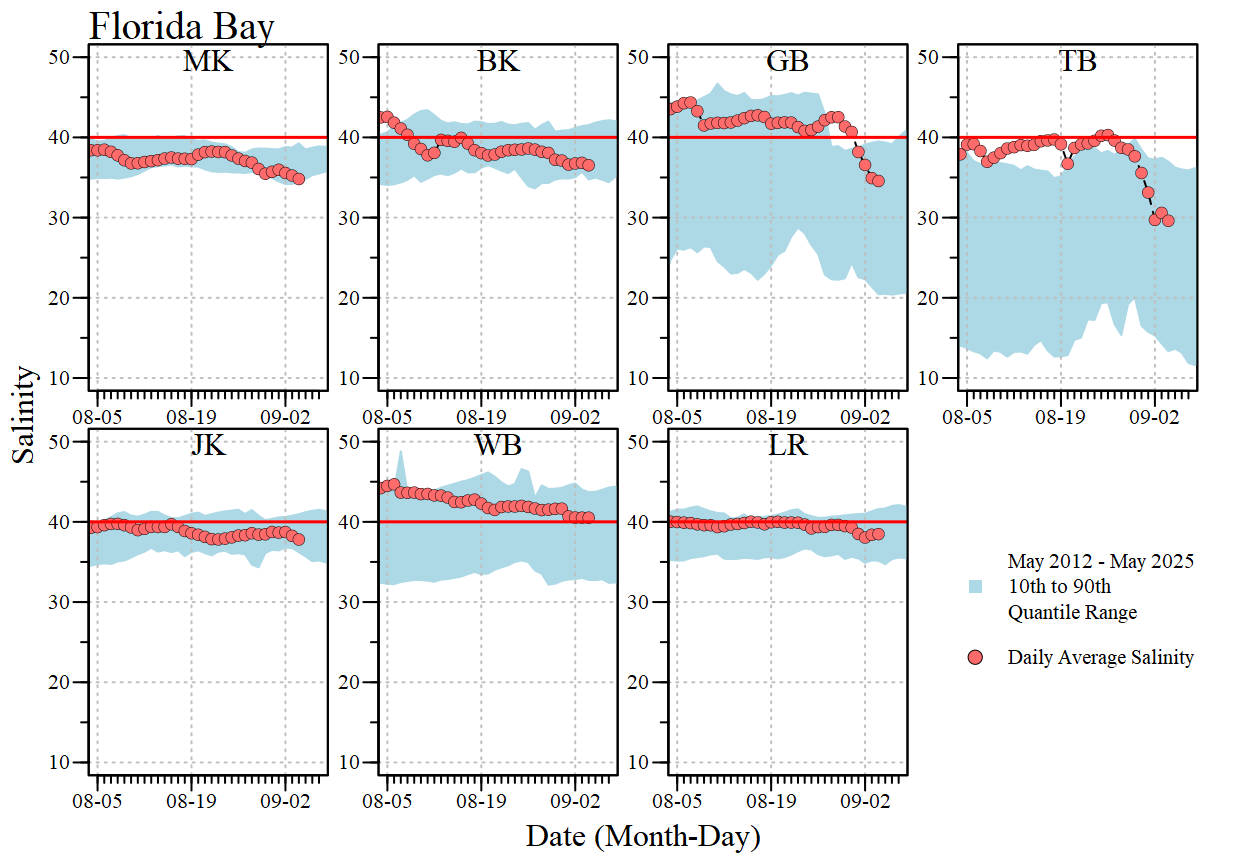 Florida Bay
MK
BK
GB
TB
50
40
30
20
10
50
40
30
20
10
50
40
30
20
10
50
40
30
20
10
08-05 08-19 09-02
08-05 08-19 09-02
08-05 08-19 09-02
08-05 08-19 09-02
Salinity
JK
WB
LR
50
40
30
20
10
50
40
30
20
10
50
40
30
20
10
08-05 08-19 09-02
08-05 08-19 09-02
08-05 08-19 09-02
May 2012 - May 2025
10th to 90th
Quantile Range
Daily Average Salinity
Date (Month-Day)